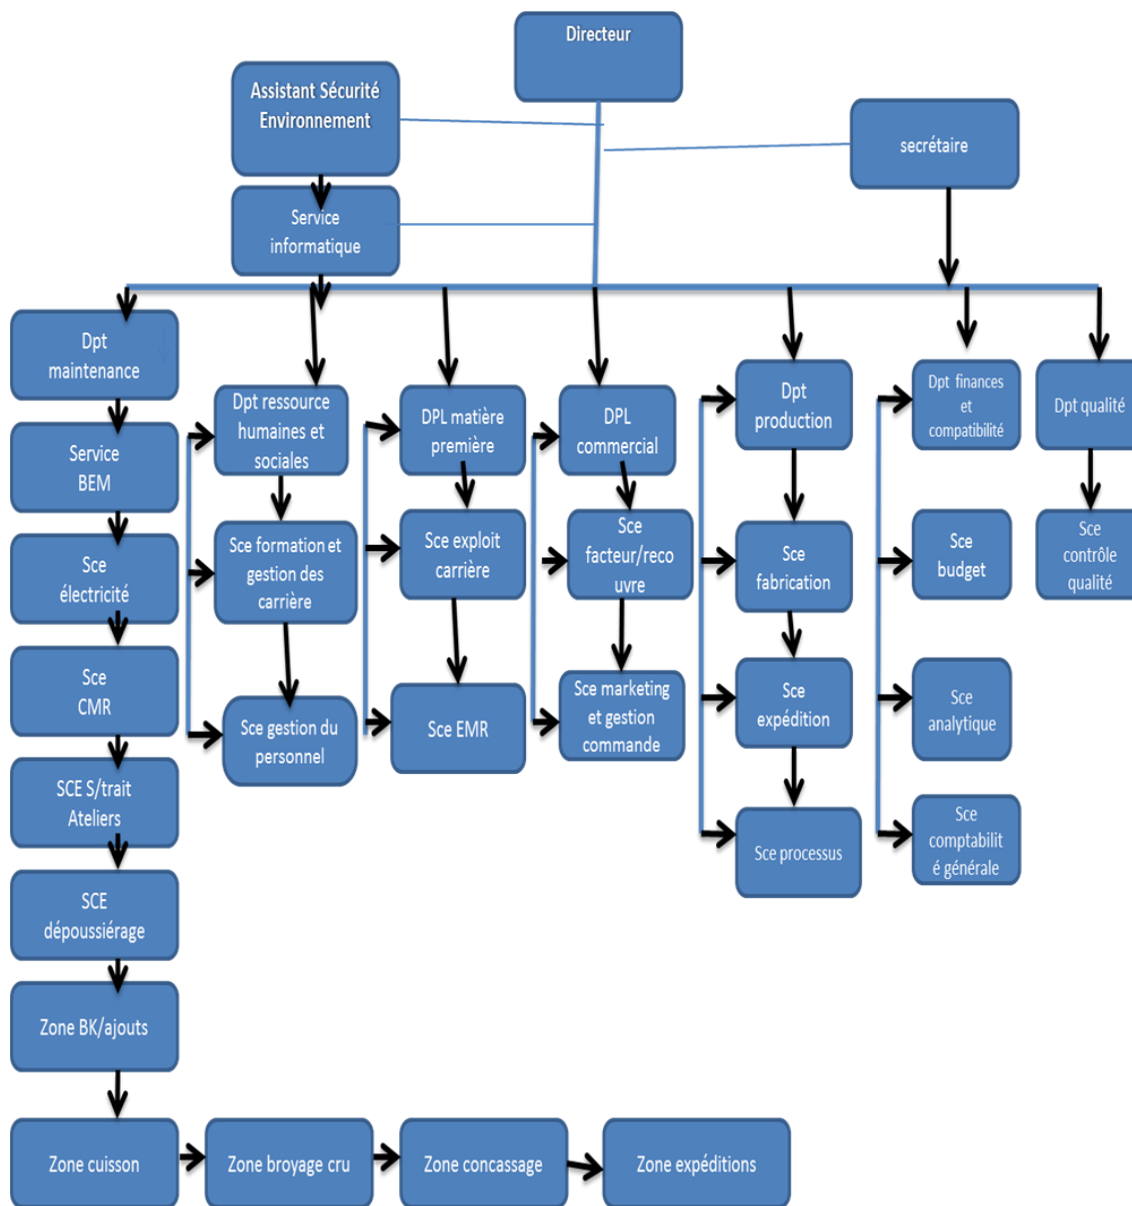 Directeur
Assistant Sécurité
Environnement
secrétaire
Service
informatique
Dpt
maintenance
Service
BEM
Sce
électricité
Sce
CMR
SCE S/trait
Ateliers
SCE
dépoussiérage
Zone BK/ajouts
Zone cuisson
Zone broyage cru
Zone concassage
Zone expéditions
Dpt ressource
humaines et
sociales
Sce formation et
gestion des
carrière
Sce gestion du
personnel
DPL matière
première
Sce exploit
carrière
Sce EMR
DPL
commercial
Sce
facteur/reco
uvre
Sce marketing
et gestion
commande
Dpt
production
Sce
fabrication
Sce
expédition
Sce processus
Dpt finances
et
compatibilité
Sce
budget
Sce
analytique
Sce
comptabilit
é générale
Dpt qualité
Sce
contrôle
qualité